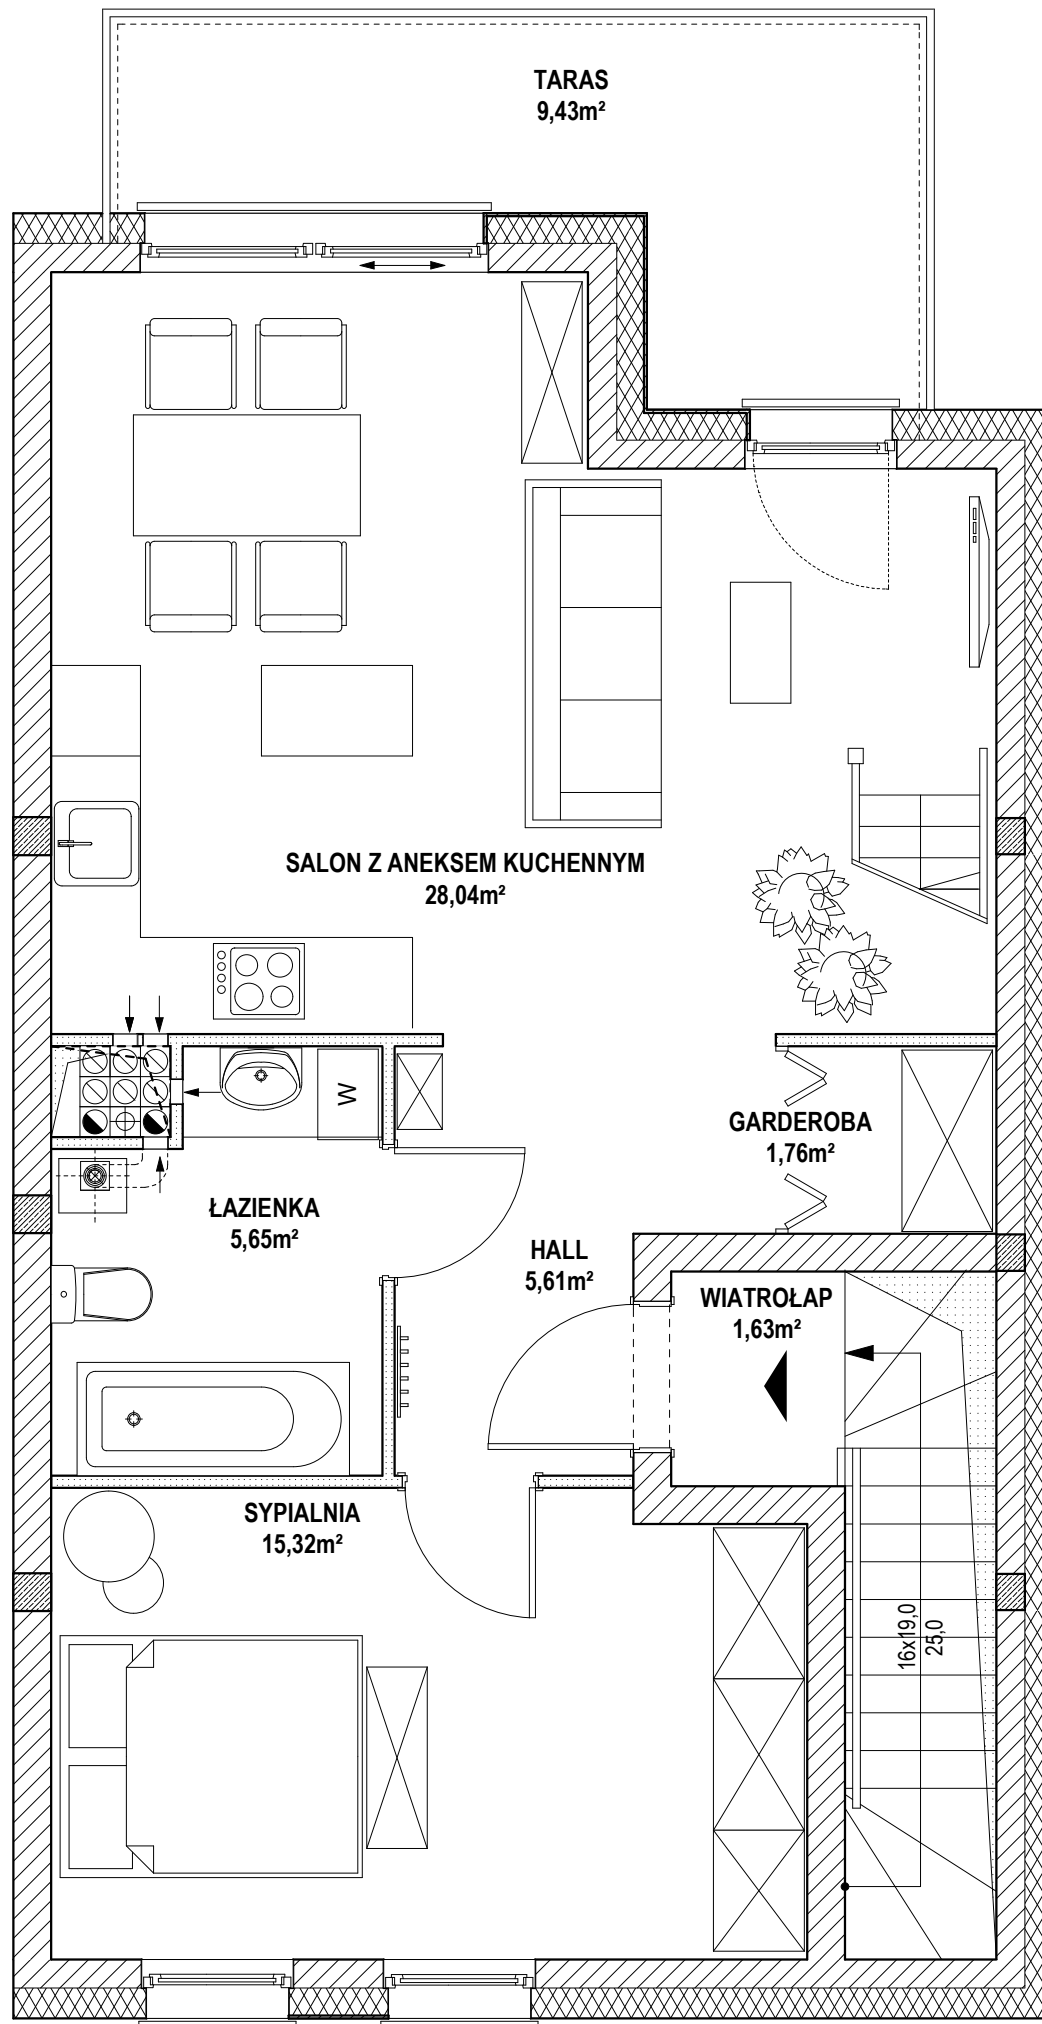 TARAS
9,43m²
SALON Z ANEKSEM KUCHENNYM
28,04m²
W
GARDEROBA
1,76m²
ŁAZIENKA
5,65m²
HALL
5,61m²
WIATROŁAP
1,63m²
SYPIALNIA
15,32m²
16x19,0
25,0